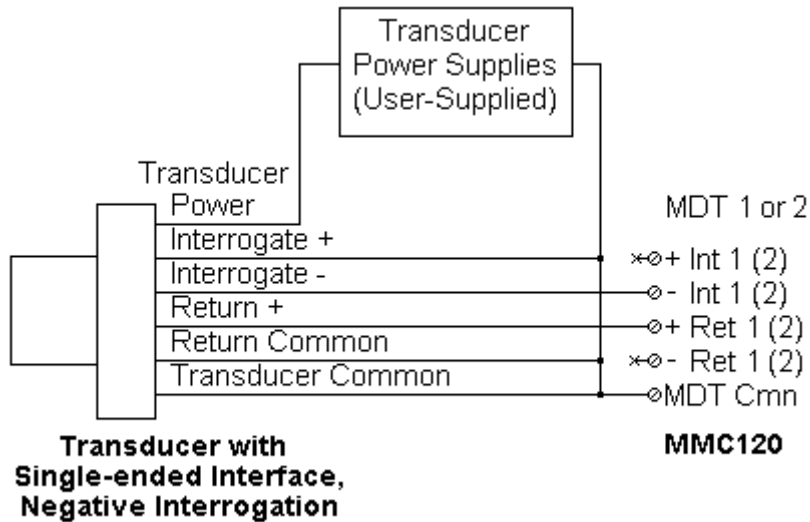 Transducer
Power Supplies
(User-Supplied)
Transducer
Power
MDT 1 or 2
Interrogate +
+ Int 1 (2)
Interrogate -
- Int 1 (2)
Return +
+ Ret 1 (2)
Return Common
- Ret 1 (2)
Transducer Common
MDT Cmn
Transducer with
Single-ended Interface,
Negative Interrogation
MMC120